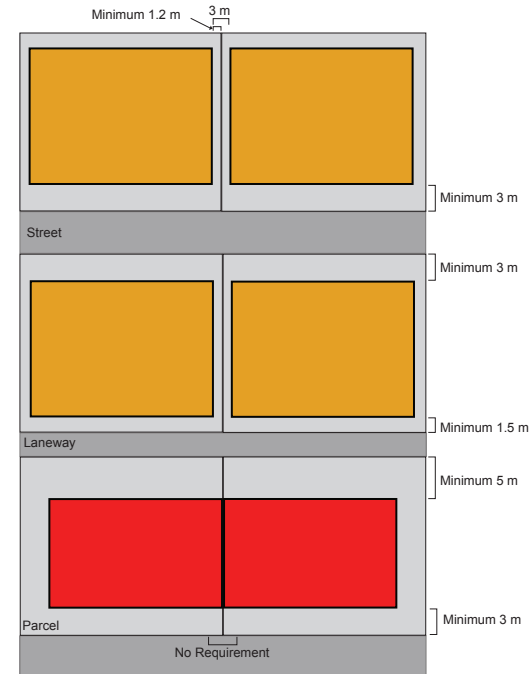 3 m
Minimum 1.2 m
Minimum 3 m
Street
Minimum 3 m
Minimum 1.5 m
Laneway
Minimum 5 m
Minimum 3 m
Parcel
No Requirement